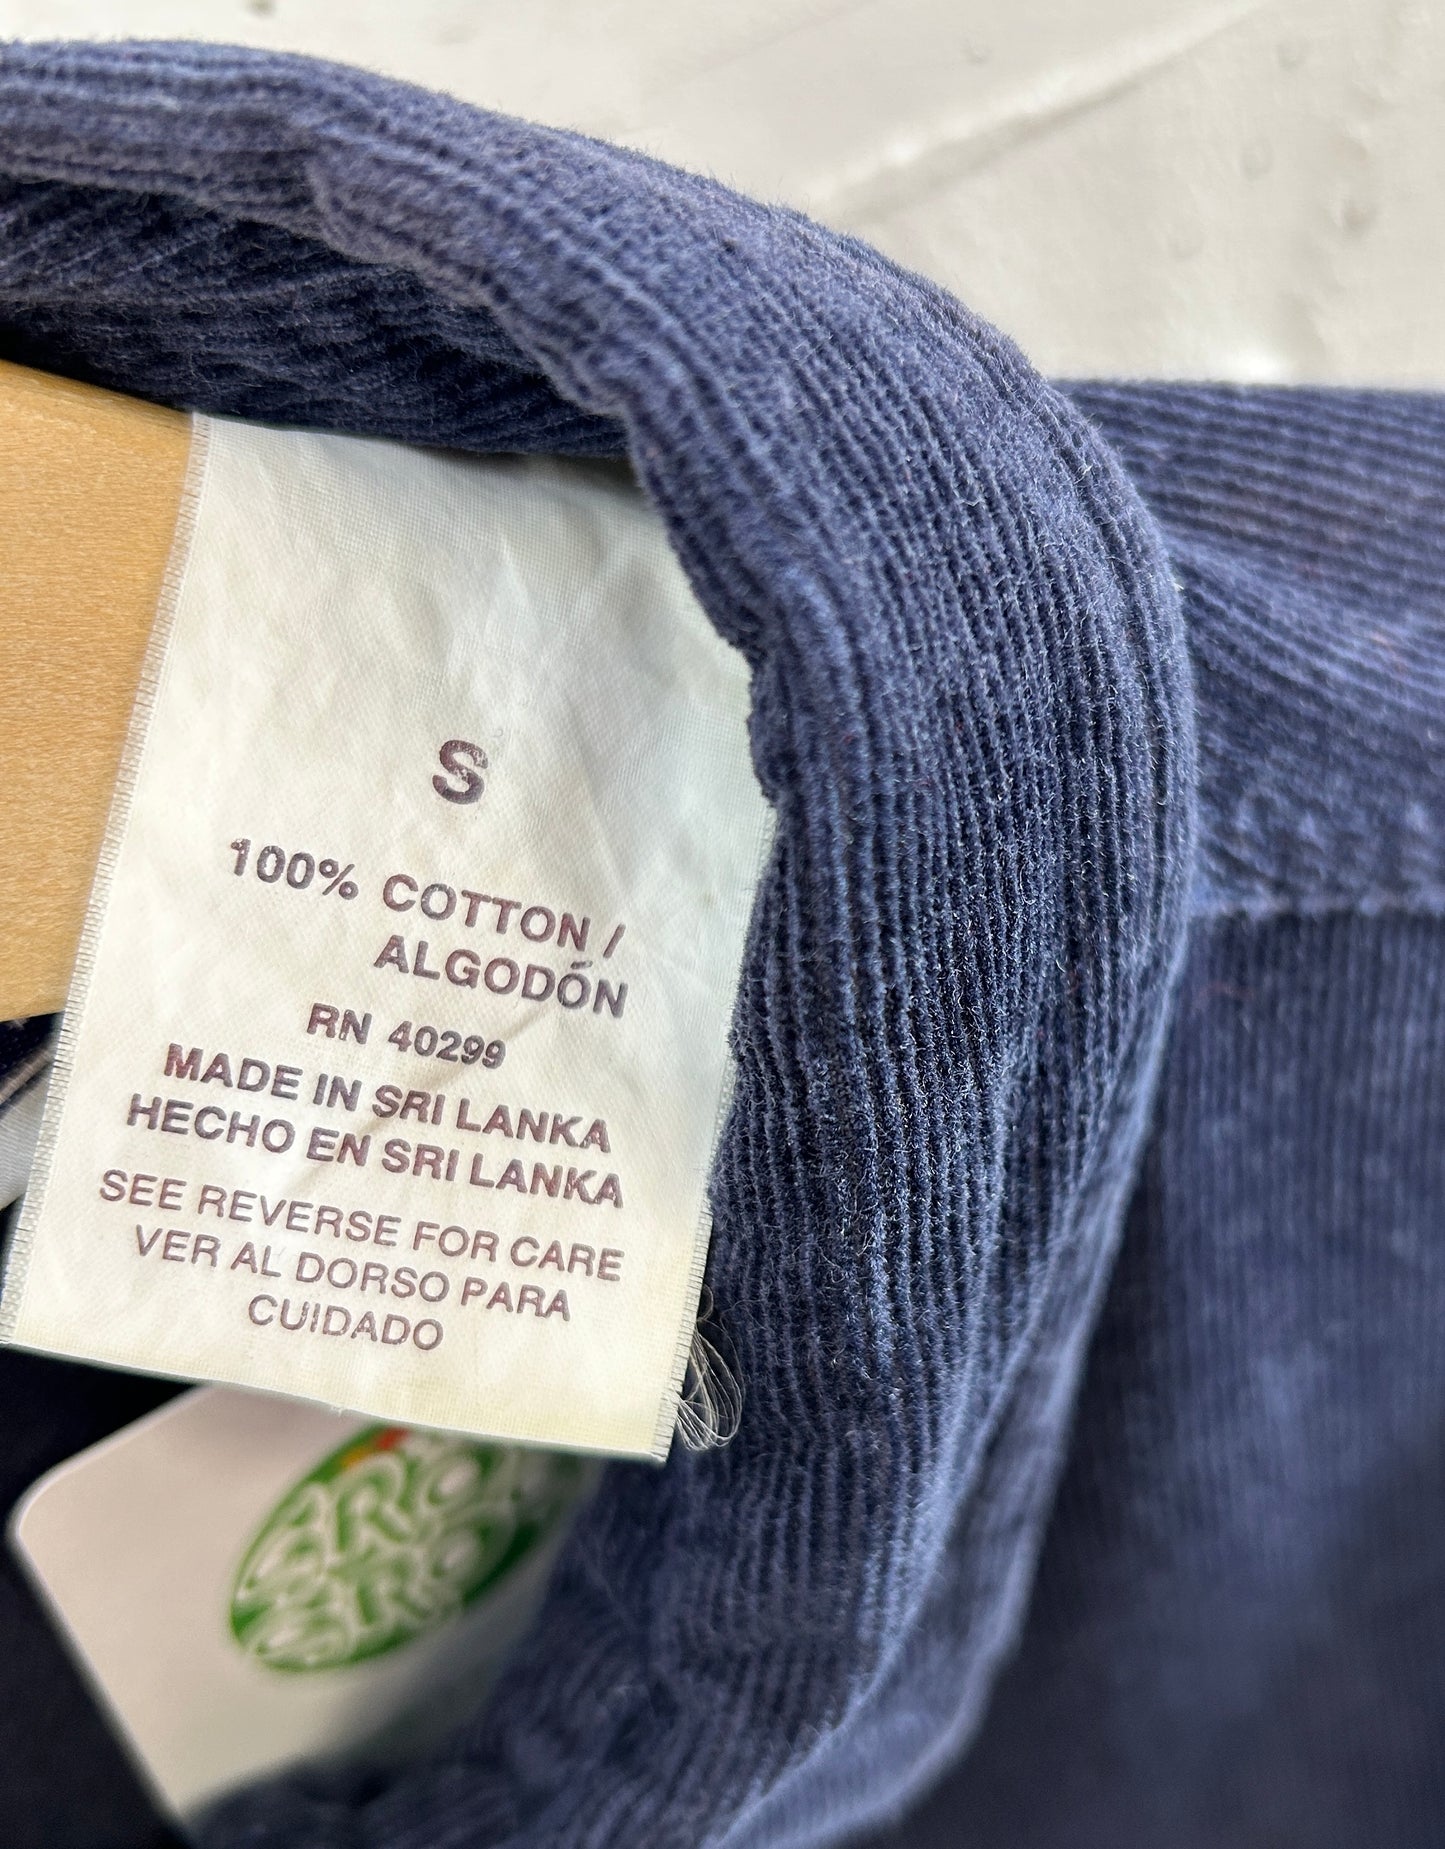 S
100% COTTON /
ALGODÓN
RN 40299
MADE IN SRI LANKA
HECHO EN SRI LANKA
SEE REVERSE FOR CARE
VER AL DORSO PARA
CUIDADO